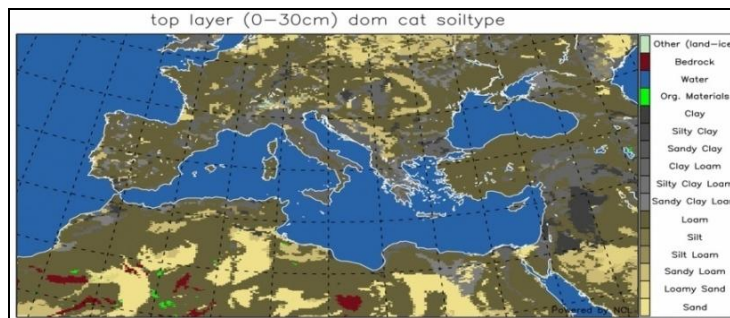 top layer (0-30cm) dom cat soiltype
Other (land-ice
Bedrock
Water
Org. Materials
Clay
Silty Clay
Sandy Clay
Clay Loam
Silty Clay Loam
Sandy Clay Loam
Loam
Silt
Silt Loam
Sandy Loam
Loamy Sand
Sand
Powered by NCL